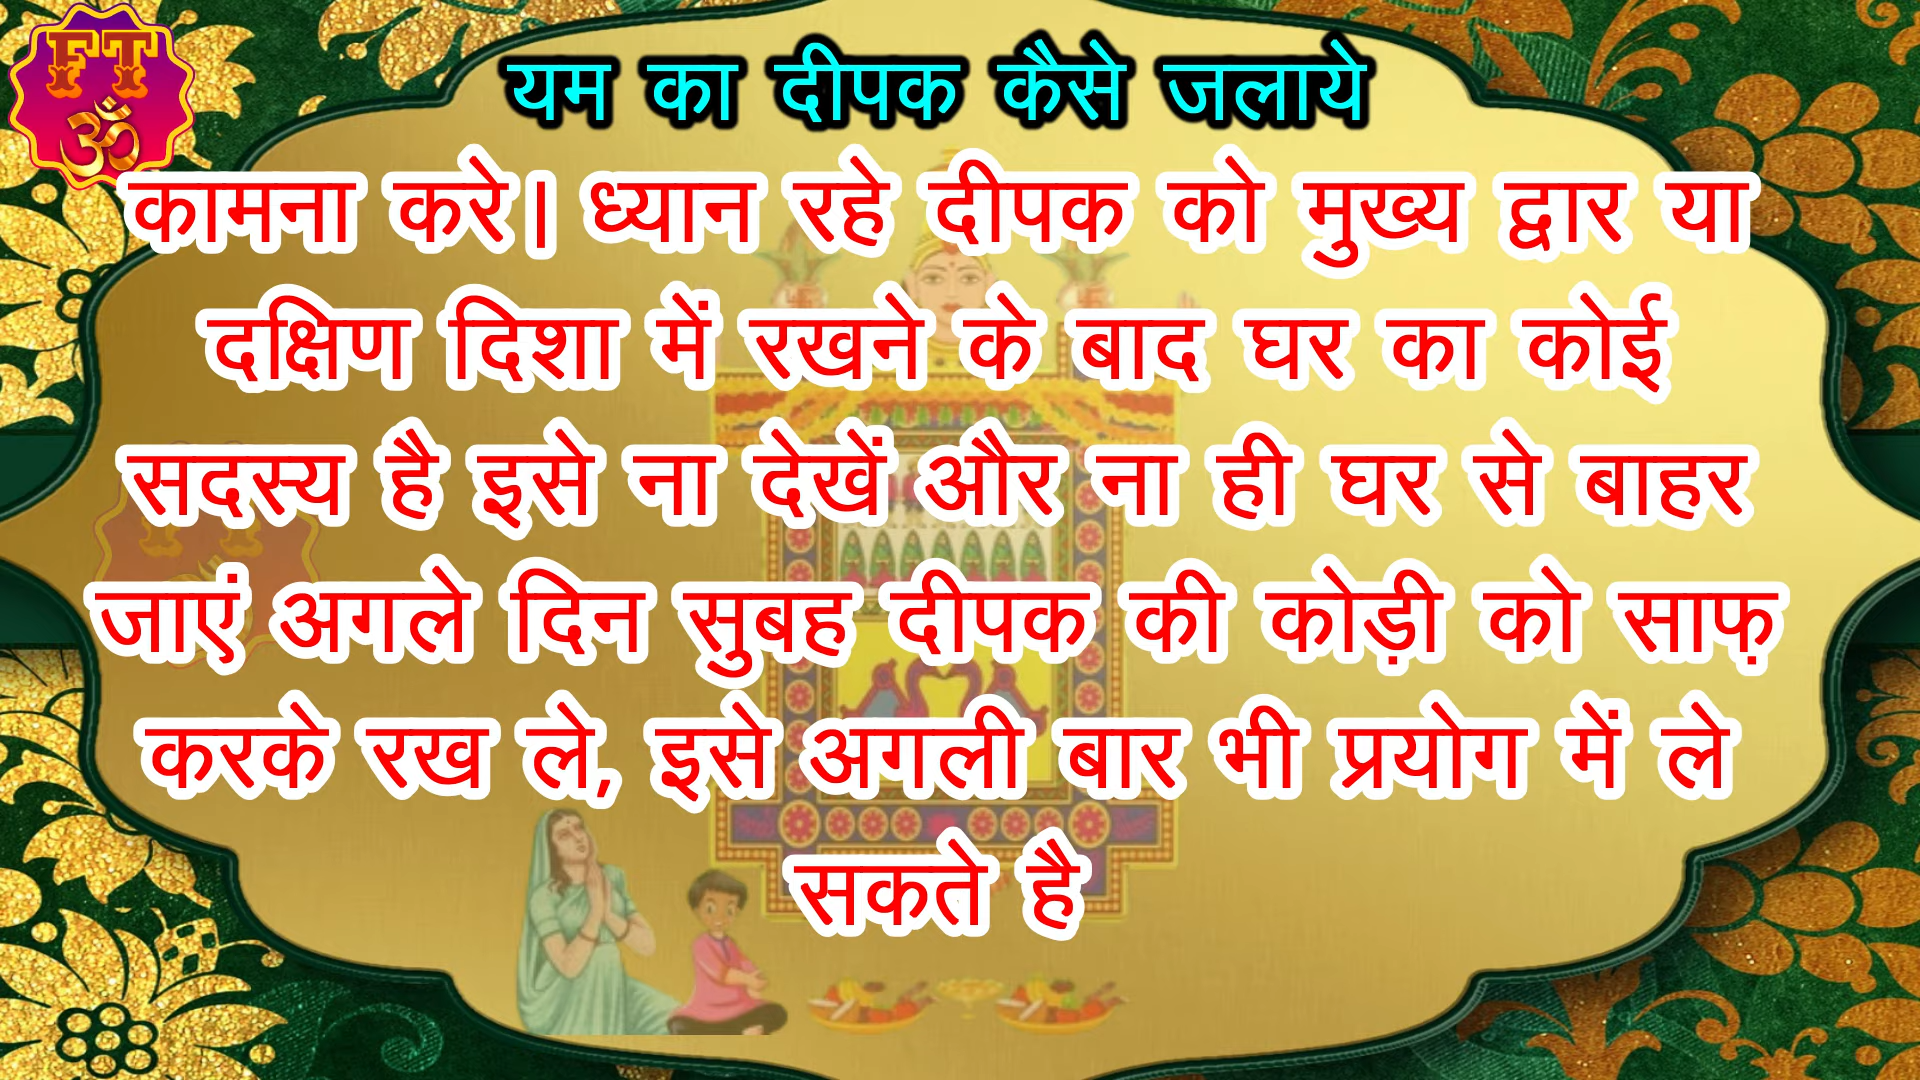 FT
ॐ
यम का दीपक कैसे जलाये
कामना करे। ध्यान रहे दीपक को मुख्य द्वार या
दक्षिण दिशा में रखने के बाद घर का कोई
सदस्य है इसे ना देखें और ना ही घर से बाहर
जाएं अगले दिन सुबह दीपक की कोड़ी को साफ़
करके रख ले, इसे अगली बार भी प्रयोग में ले
सकते है